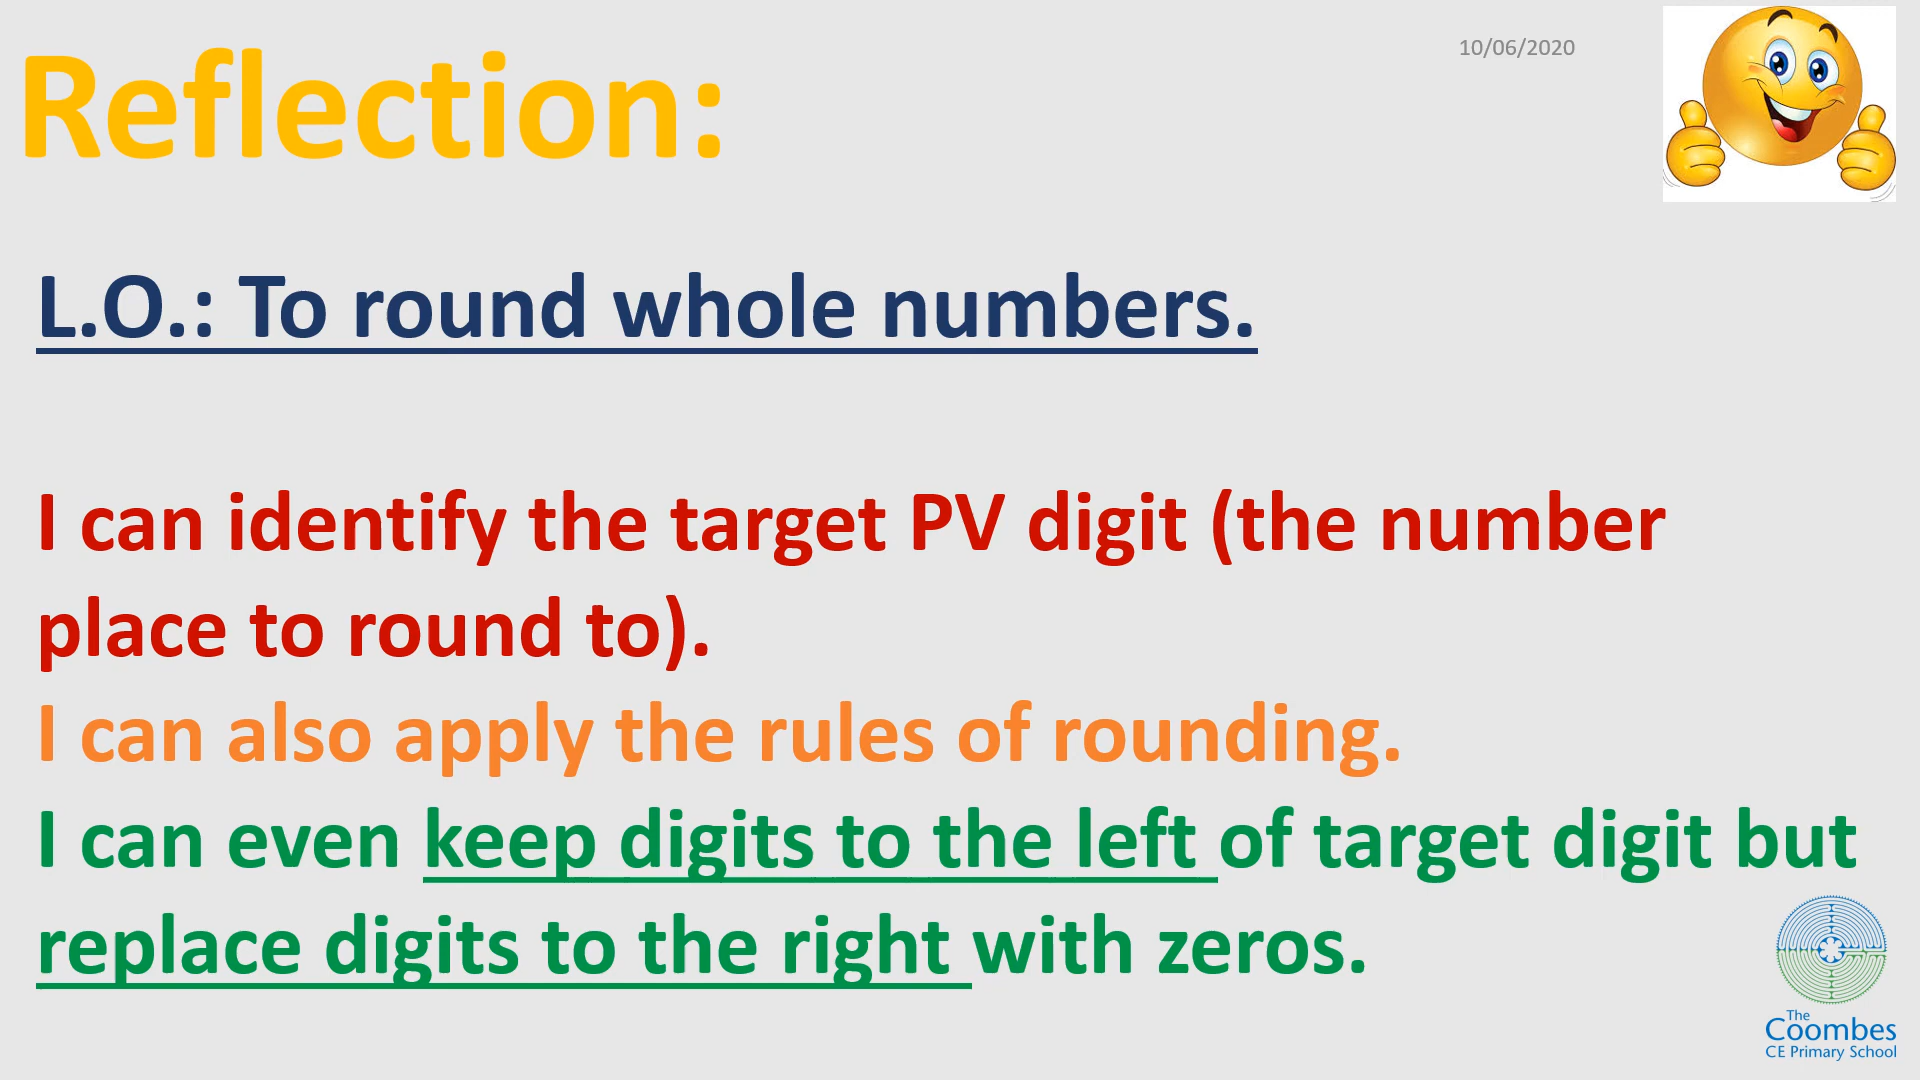 Reflection:
10/06/2020
L.O.: To round whole numbers.
I can identify the target PV digit (the number
place to round to).
I can also apply the rules of rounding.
I can even keep digits to the left of target digit but
replace digits to the right with zeros.
The
Coombes
CE Primary School